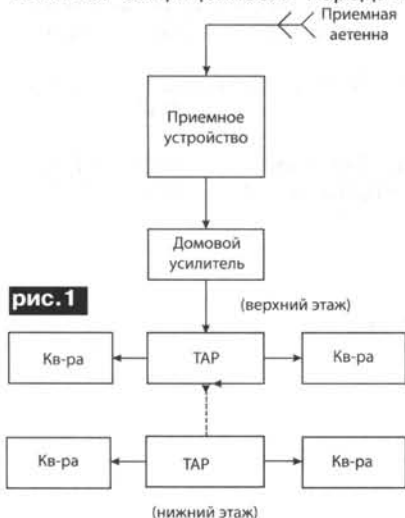 Приемная
аетенна
Приемное
устройство
Домовой
усилитель
рис.1
(верхний этаж)
Кв-ра
ТАР
Кв-ра
Кв-ра
ТАР
Кв-ра
(нижний этаж)